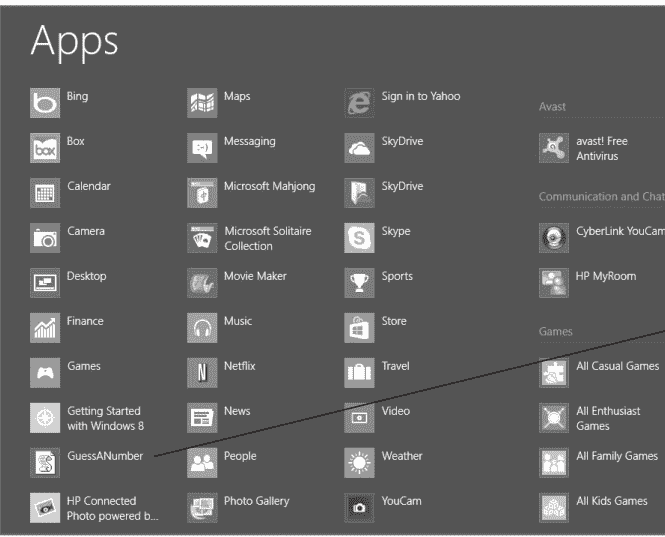 Apps
Bing
Box
Calendar
Camera
Desktop
Finance
Games
Getting Started
with Windows 8
GuessANumber
HP Connected
Photo powered b...
Maps
Messaging
Microsoft Mahjong
Microsoft Solitaire
Collection
Movie Maker
Music
Netflix
News
People
Photo Gallery
Sign in to Yahoo
SkyDrive
SkyDrive
Skype
Sports
Store
Travel
Video
Weather
YouCam
Avast
avast! Free
Antivirus
Communication and Chat
CyberLink YouCam
HP MyRoom
Games
All Casual Games
All Enthusiast
Games
All Family Games
All Kids Games